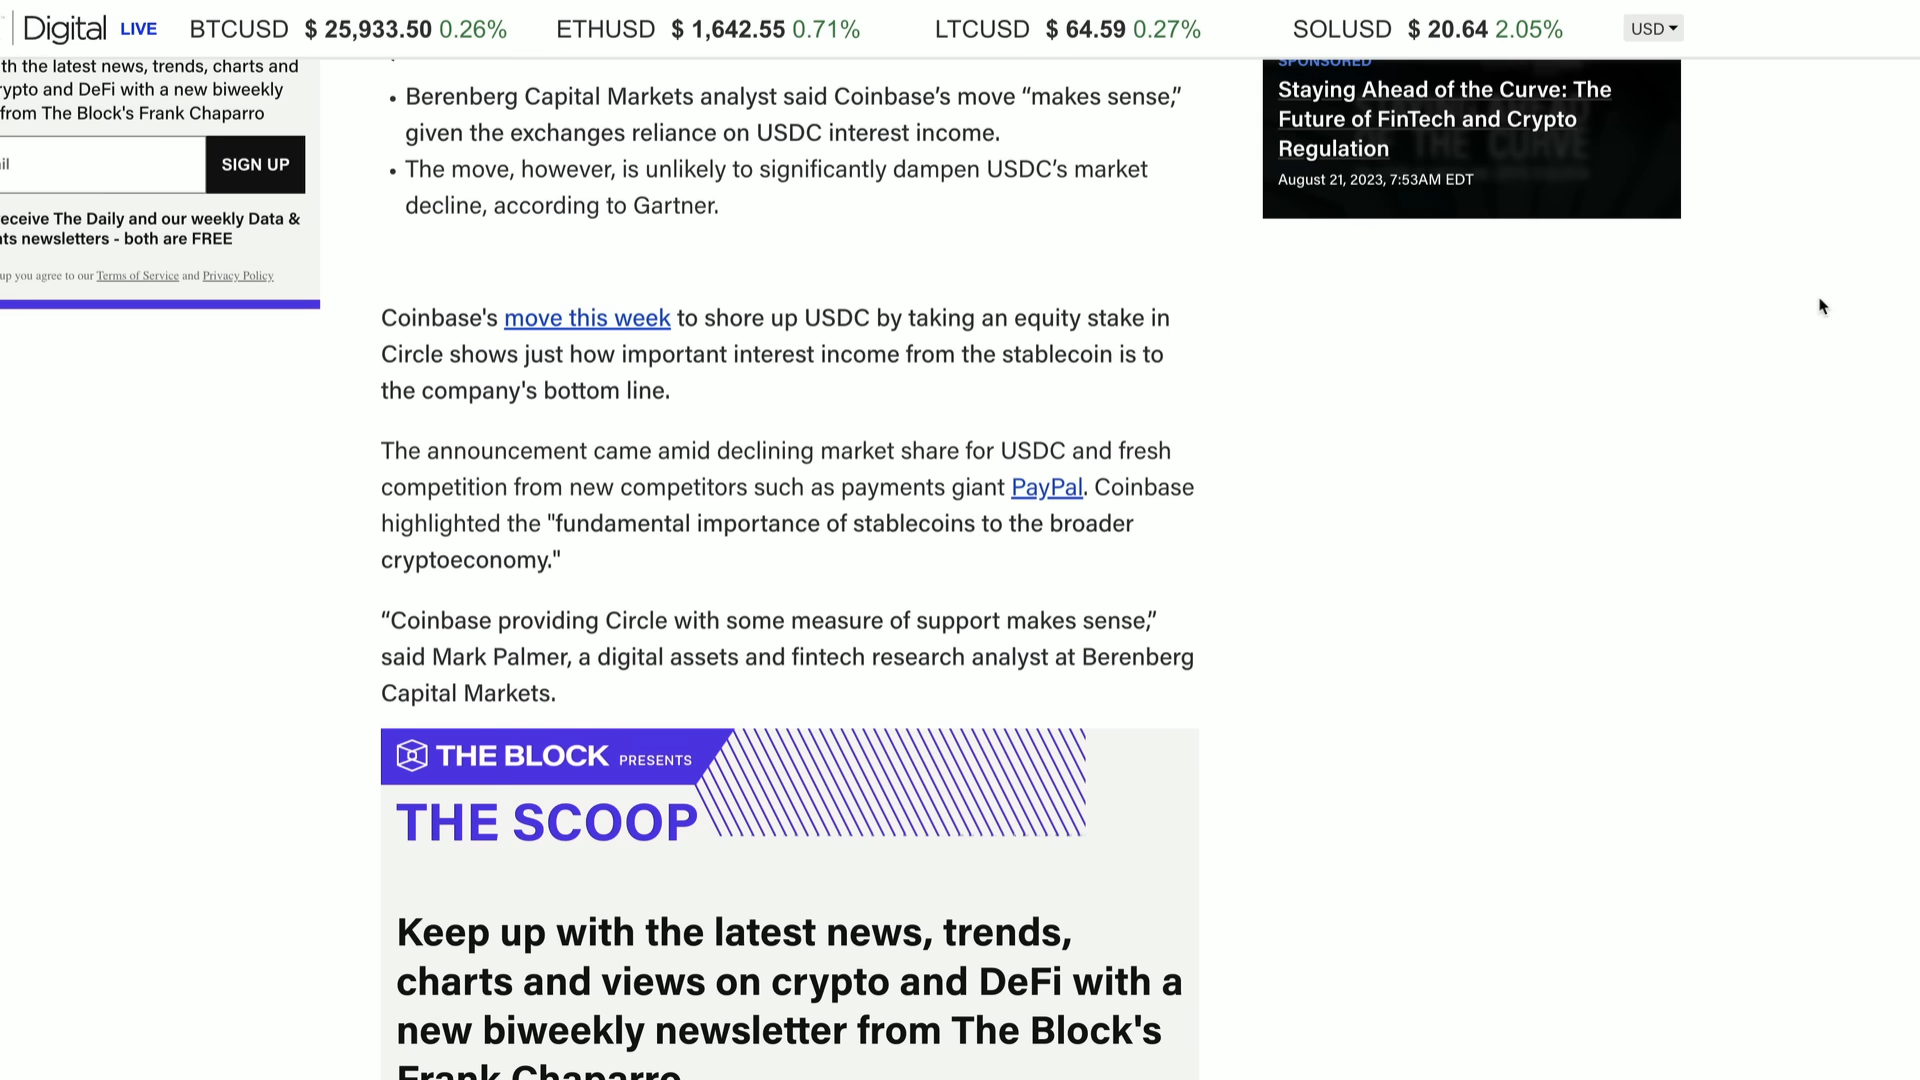 Digital LIVE BTCUSD $ 25,933.50 0.26% ETHUSD $ 1,642.55 0.71% LTCUSD $ 64.59 0.27% SOLUSD $ 20.64 2.05% USD
th the latest news, trends, charts and
rypto and DeFi with a new biweekly
from The Block's Frank Chaparro
il
SIGN UP
eceive The Daily and our weekly Data &
ts newsletters - both are FREE
up you agree to our Terms of Service and Privacy Policy
• Berenberg Capital Markets analyst said Coinbase’s move “makes sense,”
given the exchanges reliance on USDC interest income.
• The move, however, is unlikely to significantly dampen USDC’s market
decline, according to Gartner.
SPONSORED
Staying Ahead of the Curve: The
Future of FinTech and Crypto
Regulation
THE CURVE
August 21, 2023, 7:53AM EDT
Coinbase's move this week to shore up USDC by taking an equity stake in
Circle shows just how important interest income from the stablecoin is to
the company's bottom line.
The announcement came amid declining market share for USDC and fresh
competition from new competitors such as payments giant PayPal. Coinbase
highlighted the "fundamental importance of stablecoins to the broader
cryptoeconomy."
“Coinbase providing Circle with some measure of support makes sense,”
said Mark Palmer, a digital assets and fintech research analyst at Berenberg
Capital Markets.
THE BLOCK PRESENTS
THE SCOOP
Keep up with the latest news, trends,
charts and views on crypto and DeFi with a
new biweekly newsletter from The Block's
Frank Chaparro